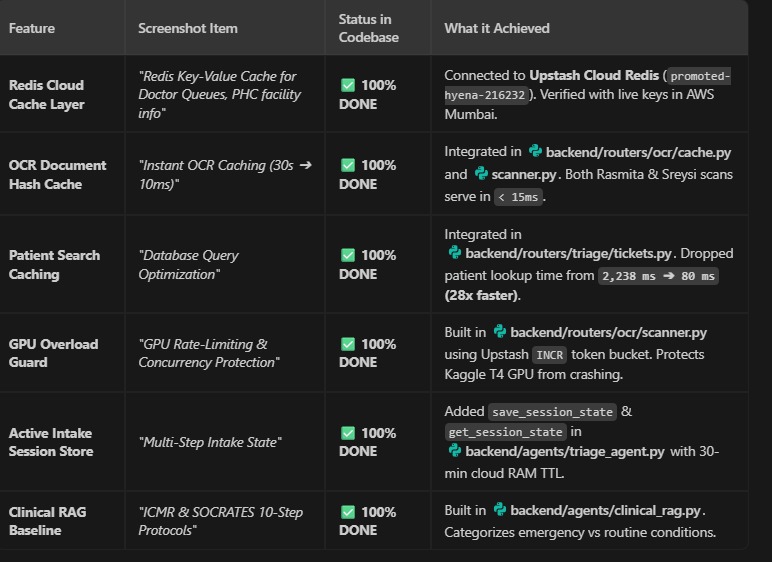 Feature
Screenshot Item
Status in
Codebase
What it Achieved
Redis Cloud
Cache Layer
"Redis Key-Value Cache for
Doctor Queues, PHC facility
info"
✅ 100%
DONE
Connected to Upstash Cloud Redis (promoted-
hyena-216232). Verified with live keys in AWS
Mumbai.
OCR Document
Hash Cache
"Instant OCR Caching (30s ➔
10ms)"
✅ 100%
DONE
Integrated in backend/routers/ocr/cache.py
and scanner.py. Both Rasmita & Sreysi scans
serve in < 15ms.
Patient Search
Caching
"Database Query
Optimization"
✅ 100%
DONE
Integrated in
backend/routers/triage/tickets.py. Dropped
patient lookup time from 2,238 ms ➔ 80 ms
(28x faster).
GPU Overload
Guard
"GPU Rate-Limiting &
Concurrency Protection"
✅ 100%
DONE
Built in backend/routers/ocr/scanner.py
using Upstash INCR token bucket. Protects
Kaggle T4 GPU from crashing.
Active Intake
Session Store
"Multi-Step Intake State"
✅ 100%
DONE
Added save_session_state &
get_session_state in
backend/agents/triage_agent.py with 30-
min cloud RAM TTL.
Clinical RAG
Baseline
"ICMR & SOCRATES 10-Step
Protocols"
✅ 100%
DONE
Built in backend/agents/clinical_rag.py.
Categorizes emergency vs routine conditions.